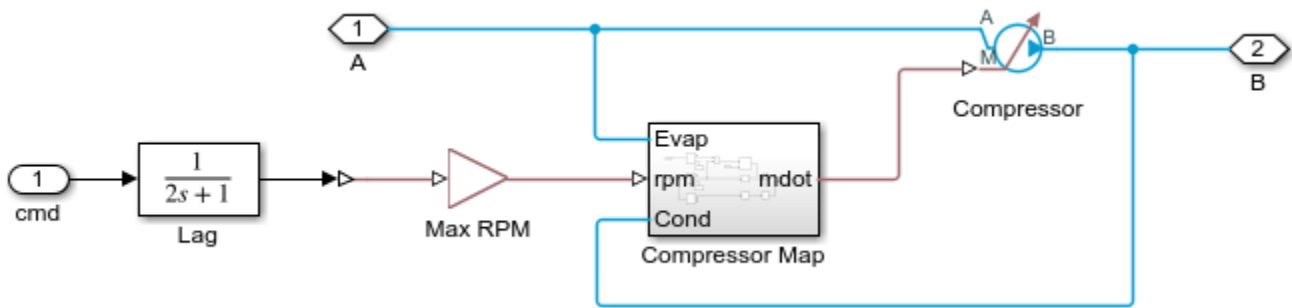 1
A
A
B
M
2
B
Compressor
Evap
rpm
mdot
Cond
Compressor Map
1
cmd
1
2s + 1
Lag
Max RPM